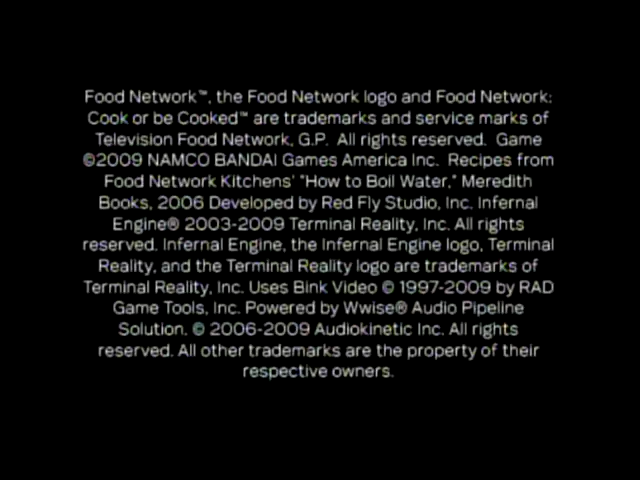 Food Network™, the Food Network logo and Food Network:
Cook or be Cooked™ are trademarks and service marks of
Television Food Network, G.P.  All rights reserved.  Game
©2009 NAMCO BANDAI Games America Inc.  Recipes from
Food Network Kitchens' "How to Boil Water," Meredith
Books, 2006 Developed by Red Fly Studio, Inc. Infernal
Engine® 2003-2009 Terminal Reality, Inc. All rights
reserved. Infernal Engine, the Infernal Engine logo, Terminal
Reality, and the Terminal Reality logo are trademarks of
Terminal Reality, Inc. Uses Bink Video © 1997-2009 by RAD
Game Tools, Inc. Powered by Wwise® Audio Pipeline
Solution. © 2006-2009 Audiokinetic Inc. All rights
reserved. All other trademarks are the property of their
respective owners.